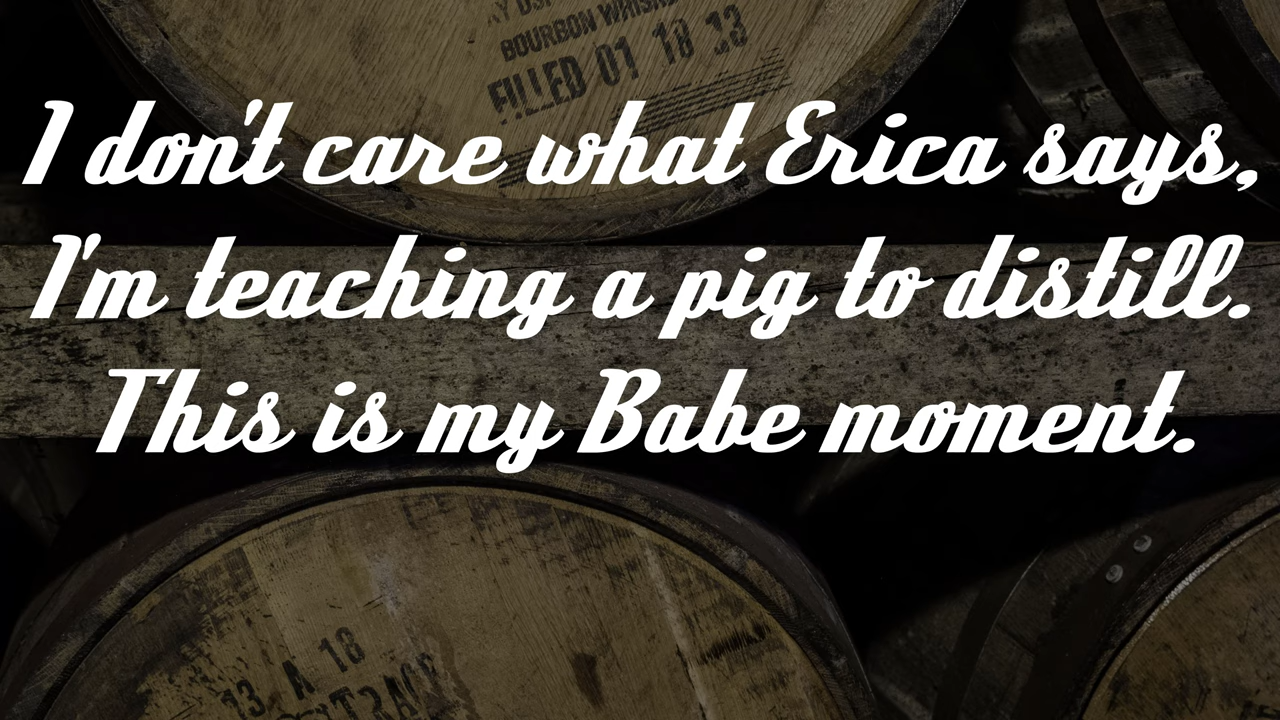 BOURBON WHISK
FILLED 01 18 13
I don't care what Erica says,
I'm teaching a pig to distill.
This is my Babe moment.
13 A 18